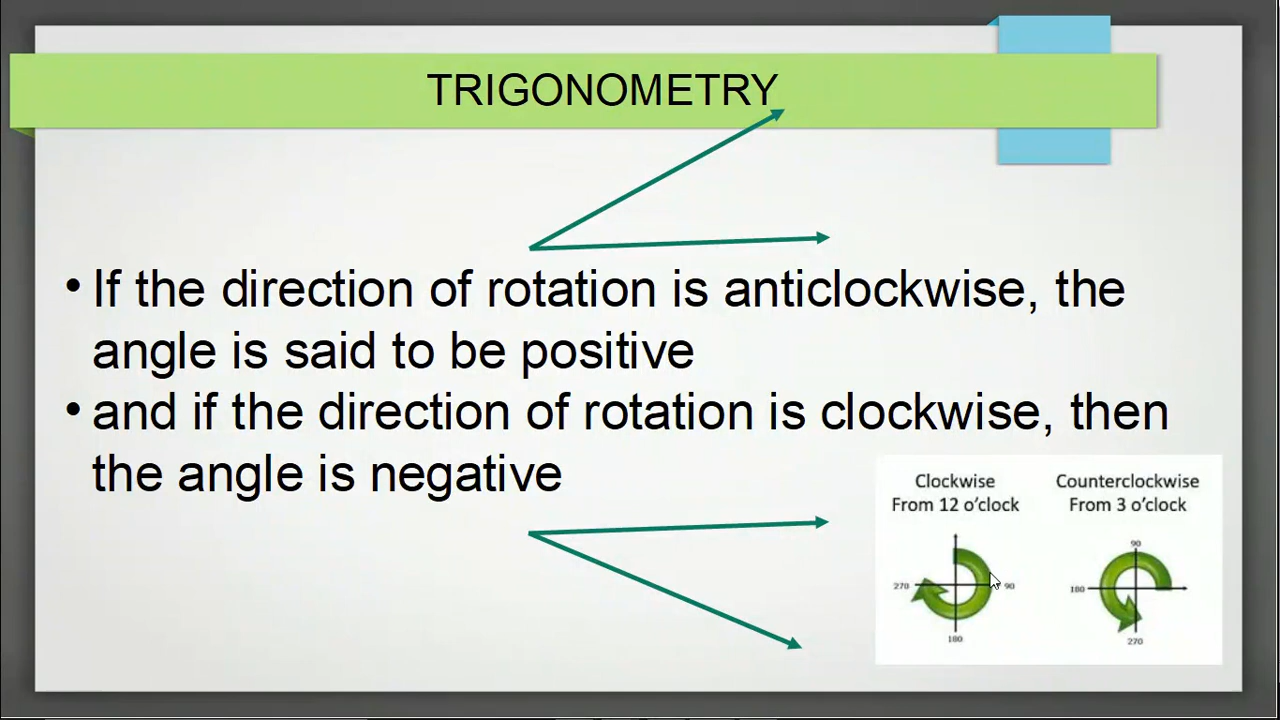 TRIGONOMETRY
• If the direction of rotation is anticlockwise, the
angle is said to be positive
• and if the direction of rotation is clockwise, then
the angle is negative
Clockwise
From 12 o’clock
270
90
180
Counterclockwise
From 3 o’clock
90
180
270